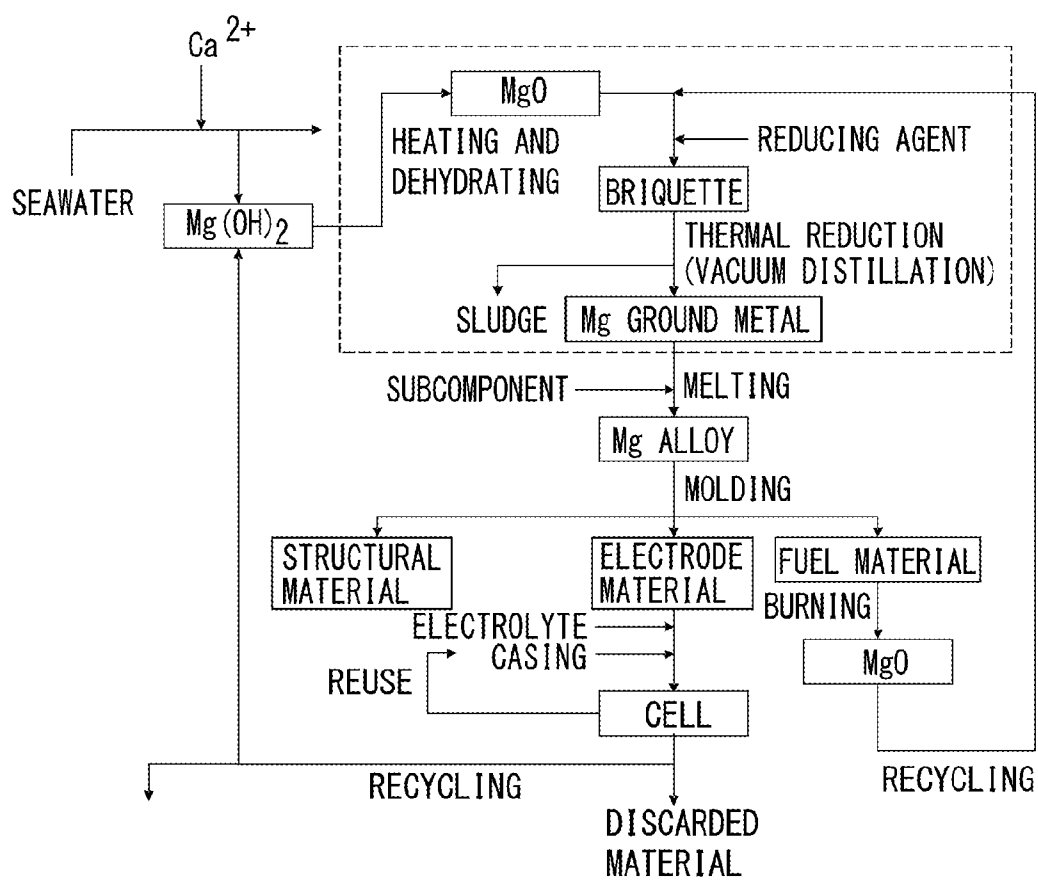 Ca 2+
MgO
HEATING AND
DEHYDRATING
REDUCING AGENT
SEAWATER
Mg(OH)2
BRIQUETTE
THERMAL REDUCTION
(VACUUM DISTILLATION)
SLUDGE
Mg GROUND METAL
SUBCOMPONENT
MELTING
Mg ALLOY
MOLDING
STRUCTURAL
MATERIAL
ELECTRODE
MATERIAL
FUEL MATERIAL
BURNING
ELECTROLYTE
CASING
REUSE
MgO
CELL
RECYCLING
RECYCLING
DISCARDED
MATERIAL